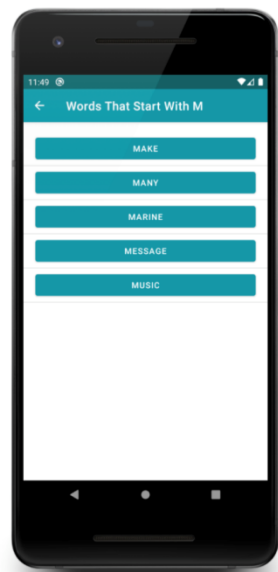 11:49
Words That Start With M
MAKE
MANY
MARINE
MESSAGE
MUSIC